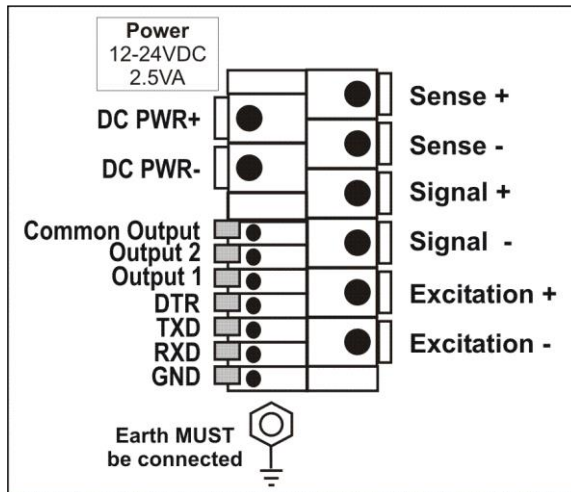 Power
12-24VDC
2.5VA
DC PWR+
DC PWR-
Common Output
Output 2
Output 1
DTR
TXD
RXD
GND
Sense +
Sense -
Signal +
Signal -
Excitation +
Excitation -
Earth MUST
be connected